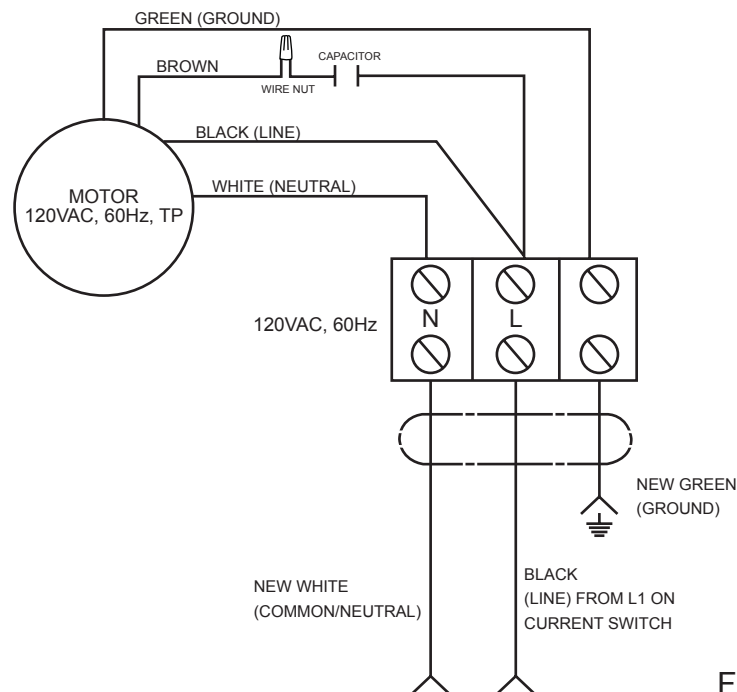 GREEN (GROUND)
CAPACITOR
BROWN
WIRE NUT
BLACK (LINE)
WHITE (NEUTRAL)
MOTOR
120VAC, 60Hz, TP
120VAC, 60Hz
N
L
NEW GREEN
(GROUND)
NEW WHITE
(COMMON/NEUTRAL)
BLACK
(LINE) FROM L1 ON
CURRENT SWITCH